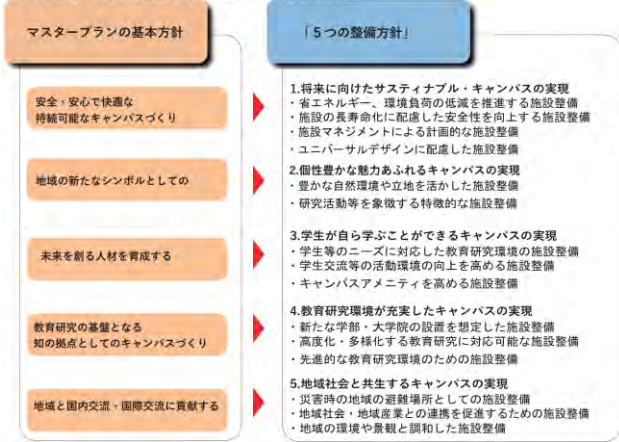 マスタープランの基本方針
「5つの整備方針」
安全・安心で快適な
持続可能なキャンパスづくり
1.将来に向けたサスティナブル・キャンパスの実現
・省エネルギー、環境負荷の低減を推進する施設整備
・施設の長寿命化に配慮した安全性を向上する施設整備
・施設マネジメントによる計画的な施設整備
・ユニバーサルデザインに配慮した施設整備
地域の新たなシンボルとしての
2.個性豊かな魅力あふれるキャンパスの実現
・豊かな自然環境や立地を活かした施設整備
・研究活動等を象徴する特徴的な施設整備
未来を創る人材を育成する
3.学生が自ら学ぶことができるキャンパスの実現
・学生等のニーズに対応した教育研究環境の施設整備
・学生交流等の活動環境の向上を高める施設整備
・キャンパスアメニティを高める施設整備
教育研究の基盤となる
知の拠点としてのキャンパスづくり
4.教育研究環境が充実したキャンパスの実現
・新たな学部・大学院の設置を想定した施設整備
・高度化・多様化する教育研究に対応可能な施設整備
・先進的な教育研究環境のための施設整備
地域と国内交流・国際交流に貢献する
5.地域社会と共生するキャンパスの実現
・災害時の地域の避難場所としての施設整備
・地域社会・地域産業との連携を促進するための施設整備
・地域の環境や景観と調和した施設整備